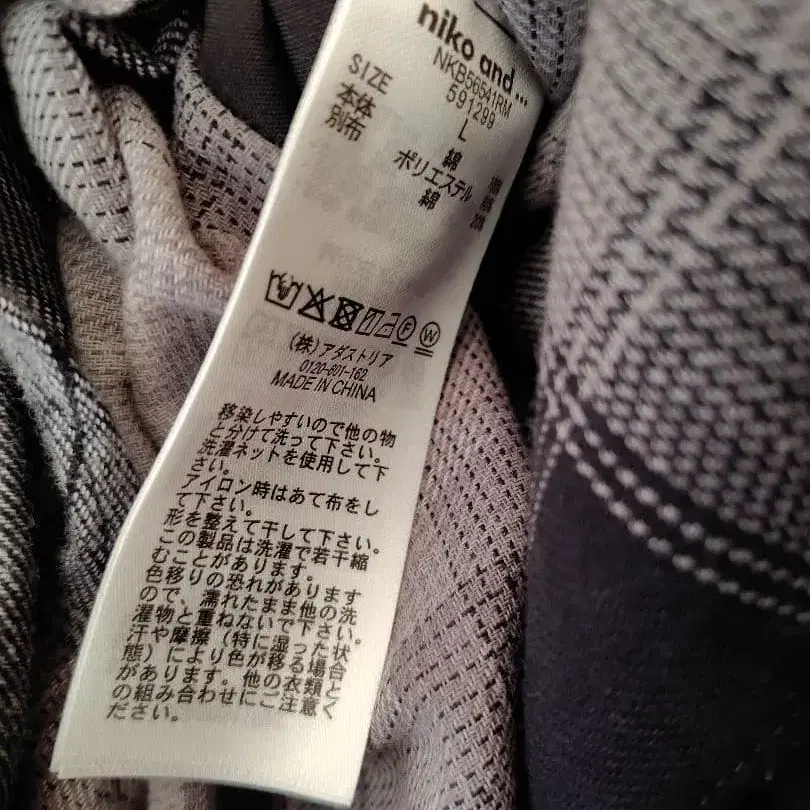 niko and ...
NKB56541RM
591299
SIZE L
本体 綿
別布 ポリエステル
綿
(株)アダストリア
0120-601-162
MADE IN CHINA
移染しやすいので他の物
と分けて洗って下さい。
洗濯ネットを使用して下
さい。
アイロン時はあて布をし
て下さい。
形を整えて干して下さい。
この製品は洗濯で若干縮
むことがあります。
色移りの恐れがあります
ので、濡れたまま他の洗
濯物と重ねないで下さい。
汗や摩擦(特に湿った状
態)により色が移る場合
があります。他の衣類と
の組み合わせにご注意く
ださい。